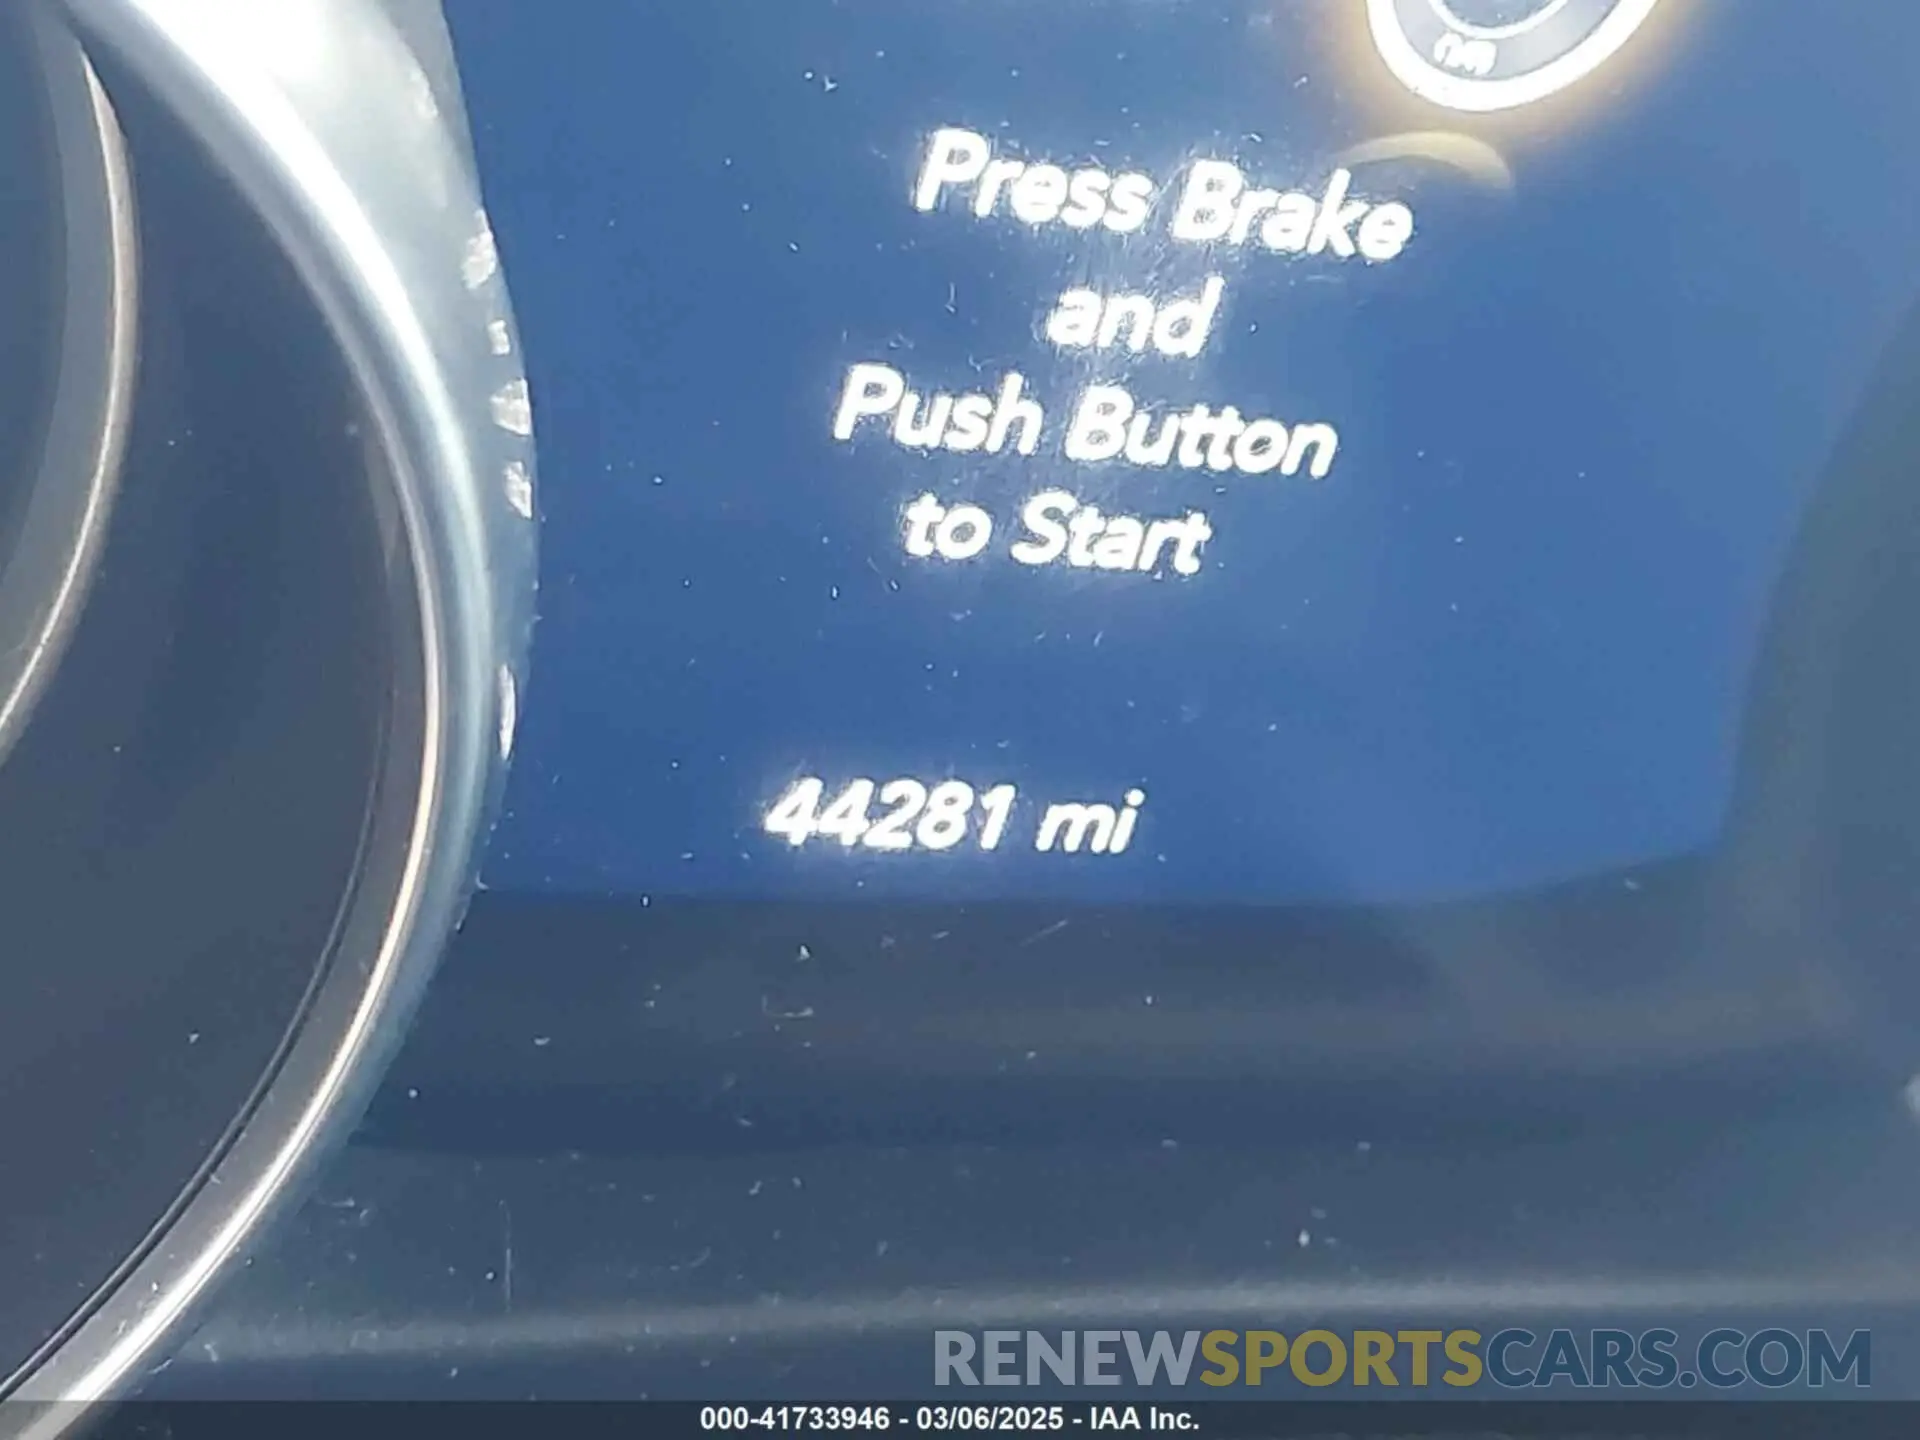 Press Brake
and
Push Button
to Start
44281 mi
RENEWSPORTSCARS.COM
000-41733946 - 03/06/2025 - IAA Inc.